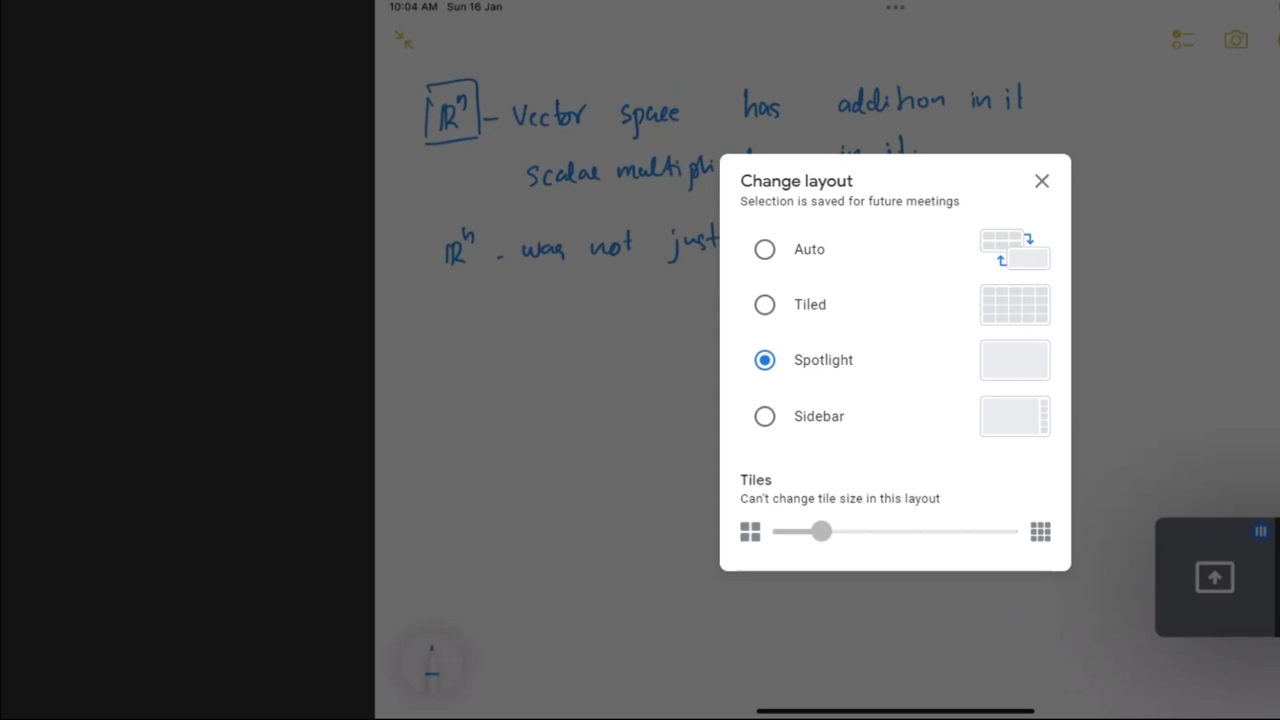 10:04 AM Sun 16 Jan
ℝⁿ - Vector space has addition in it
scalar multipli in it.
ℝⁿ - was not just
Change layout
Selection is saved for future meetings
Auto
Tiled
Spotlight
Sidebar
Tiles
Can't change tile size in this layout